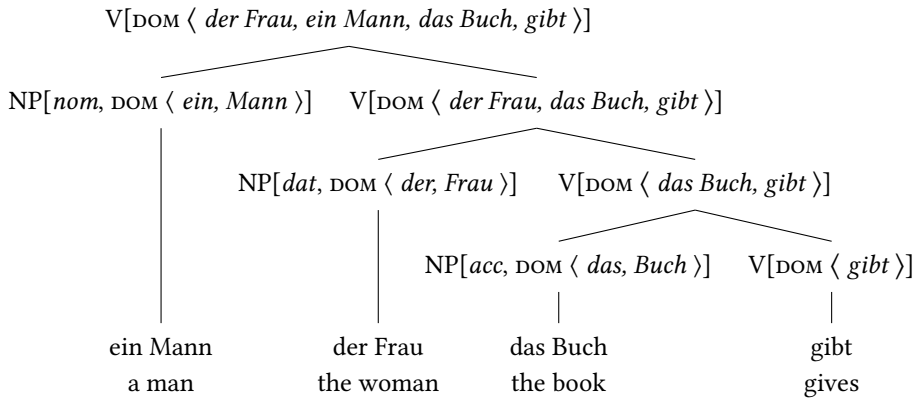 V[DOM ⟨ der Frau, ein Mann, das Buch, gibt ⟩]
NP[nom, DOM ⟨ ein, Mann ⟩] V[DOM ⟨ der Frau, das Buch, gibt ⟩]
NP[dat, DOM ⟨ der, Frau ⟩] V[DOM ⟨ das Buch, gibt ⟩]
NP[acc, DOM ⟨ das, Buch ⟩] V[DOM ⟨ gibt ⟩]
ein Mann der Frau das Buch gibt
a man the woman the book gives